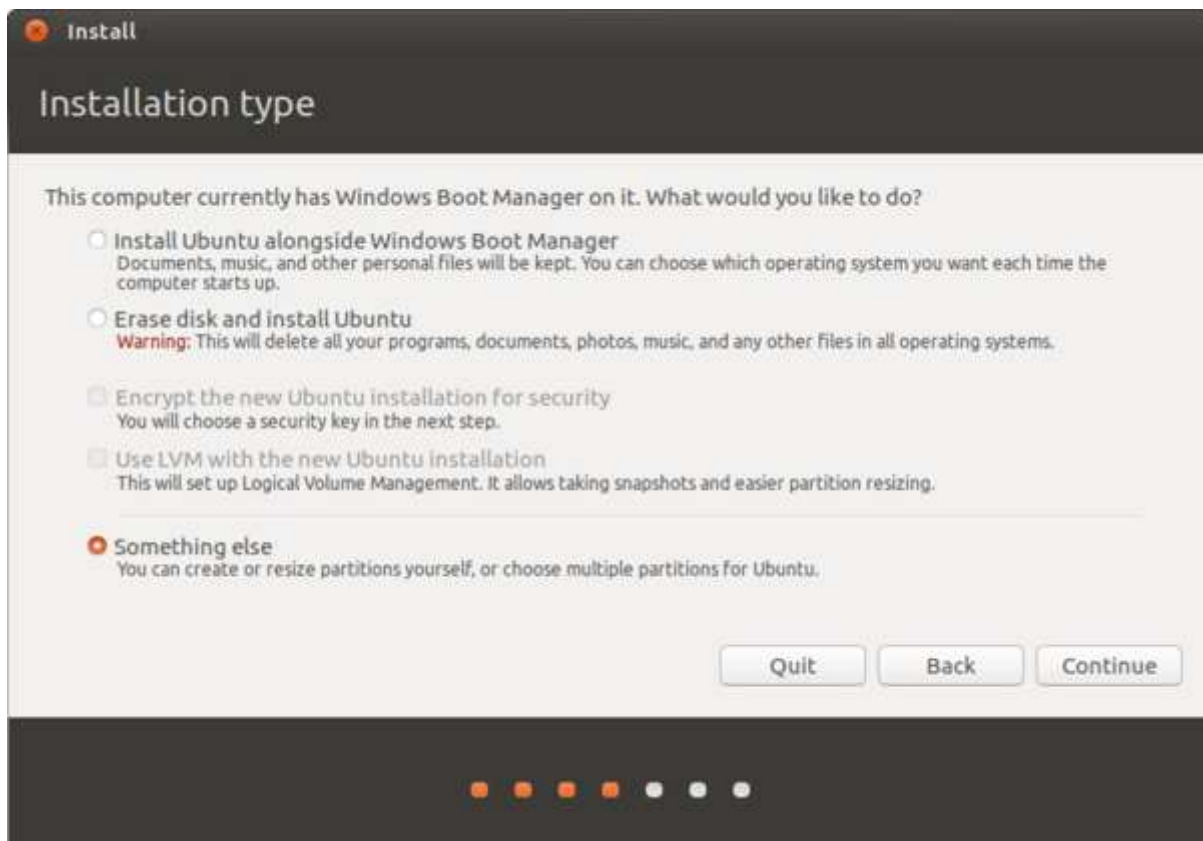 Install
Installation type
This computer currently has Windows Boot Manager on it. What would you like to do?
Install Ubuntu alongside Windows Boot Manager
Documents, music, and other personal files will be kept. You can choose which operating system you want each time the
computer starts up.
Erase disk and install Ubuntu
Warning: This will delete all your programs, documents, photos, music, and any other files in all operating systems.
Encrypt the new Ubuntu installation for security
You will choose a security key in the next step.
Use LVM with the new Ubuntu installation
This will set up Logical Volume Management. It allows taking snapshots and easier partition resizing.
Something else
You can create or resize partitions yourself, or choose multiple partitions for Ubuntu.
Quit Back Continue